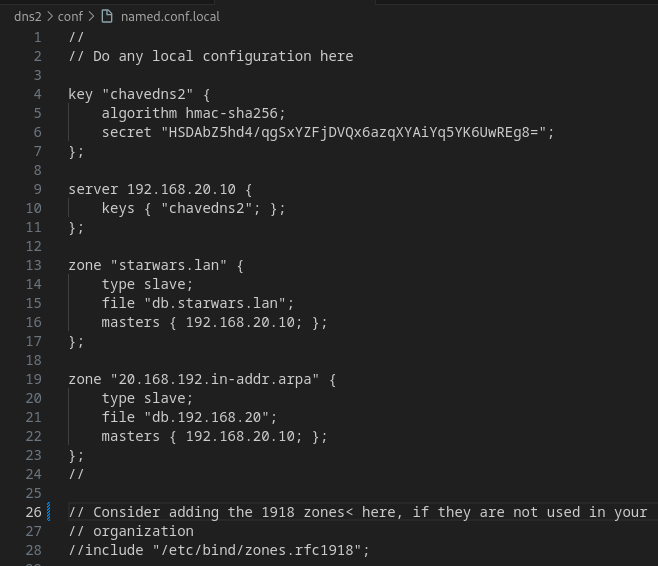 dns2 > conf > named.conf.local
1 //
2 // Do any local configuration here
3
4 key "chavedns2" {
5     algorithm hmac-sha256;
6     secret "HSDAbZ5hd4/qgSxYZFjDVQx6azqXYAiYq5YK6UwREg8=";
7 };
8
9 server 192.168.20.10 {
10     keys { "chavedns2"; };
11 };
12
13 zone "starwars.lan" {
14     type slave;
15     file "db.starwars.lan";
16     masters { 192.168.20.10; };
17 };
18
19 zone "20.168.192.in-addr.arpa" {
20     type slave;
21     file "db.192.168.20";
22     masters { 192.168.20.10; };
23 };
24 //
25
26 // Consider adding the 1918 zones< here, if they are not used in your
27 // organization
28 //include "/etc/bind/zones.rfc1918";